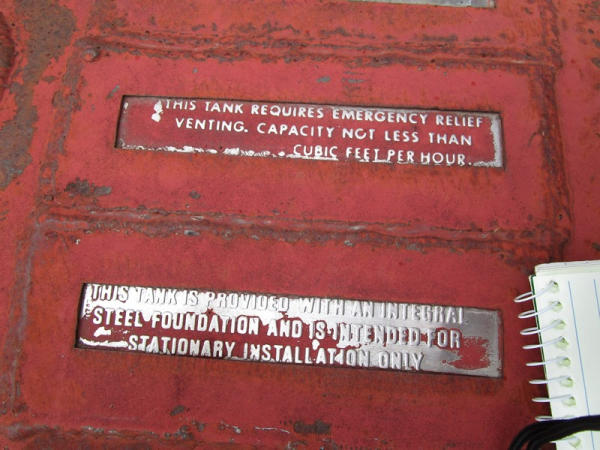 THIS TANK REQUIRES EMERGENCY RELIEF
VENTING. CAPACITY NOT LESS THAN
CUBIC FEET PER HOUR.
THIS TANK IS PROVIDED WITH AN INTEGRAL
STEEL FOUNDATION AND IS INTENDED FOR
STATIONARY INSTALLATION ONLY